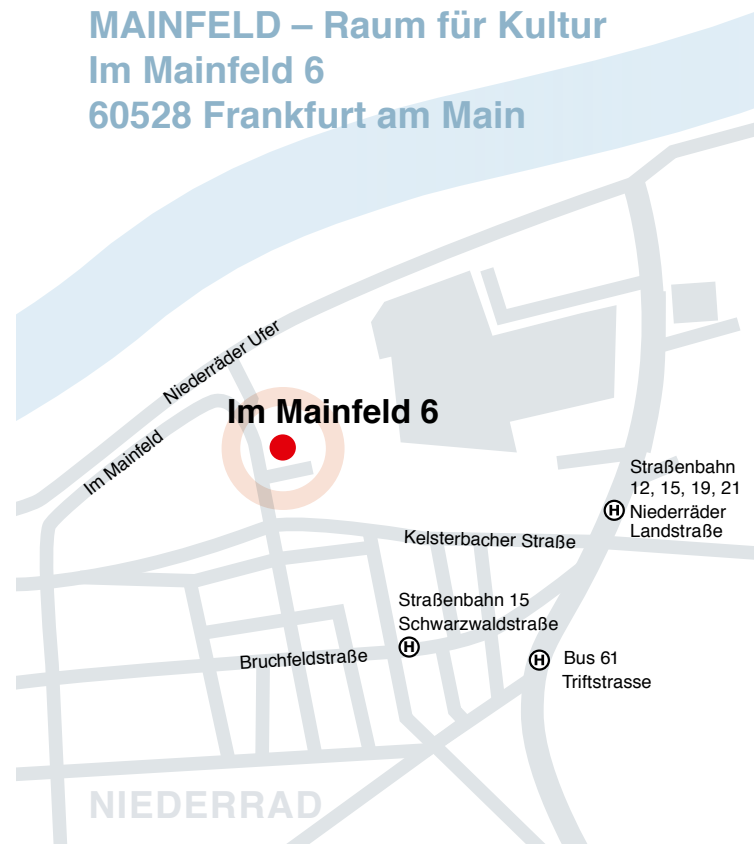 MAINFELD – Raum für Kultur
Im Mainfeld 6
60528 Frankfurt am Main
Niederräder Ufer
Im Mainfeld 6
Im Mainfeld
Straßenbahn
12, 15, 19, 21
H Niederräder
Landstraße
Kelsterbacher Straße
Straßenbahn 15
Schwarzwaldstraße
H
Bruchfeldstraße
H Bus 61
Triftstrasse
NIEDERRAD